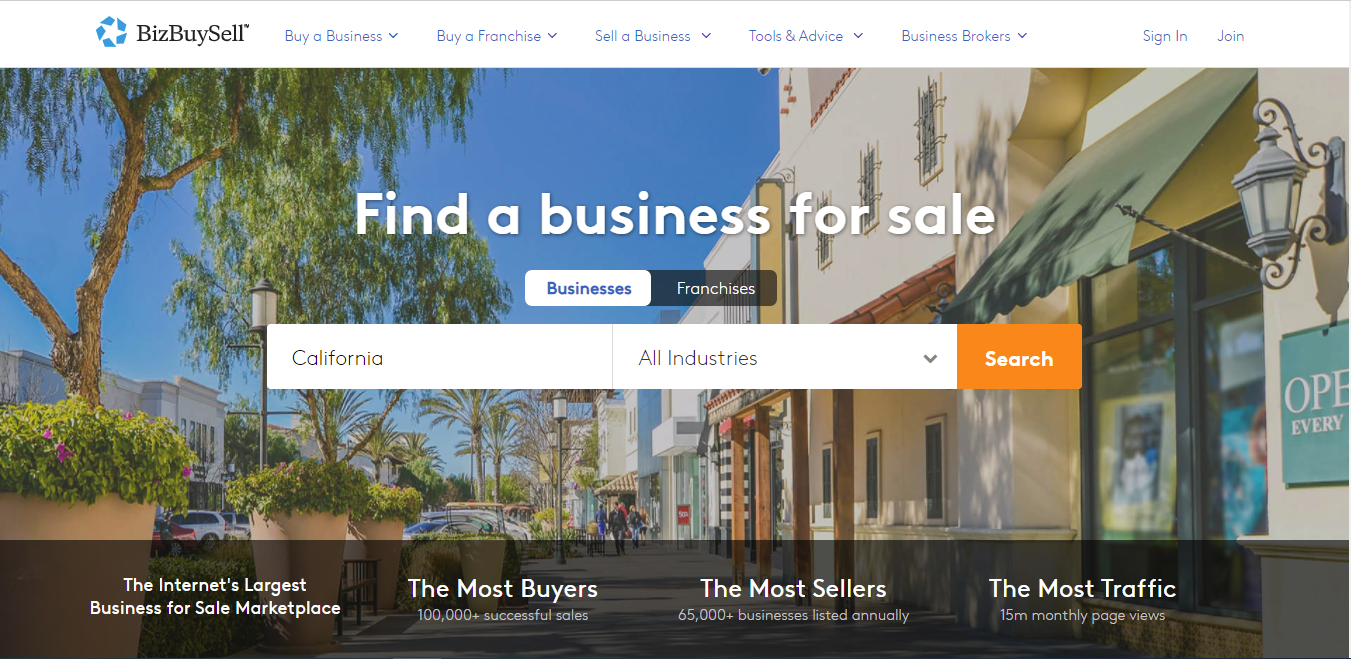 BizBuySell™
Buy a Business
Buy a Franchise
Sell a Business
Tools & Advice
Business Brokers
Sign In
Join
Find a business for sale
Businesses
Franchises
California
All Industries
Search
OPE
EVERY
The Internet's Largest
Business for Sale Marketplace
The Most Buyers
100,000+ successful sales
The Most Sellers
65,000+ businesses listed annually
The Most Traffic
15m monthly page views